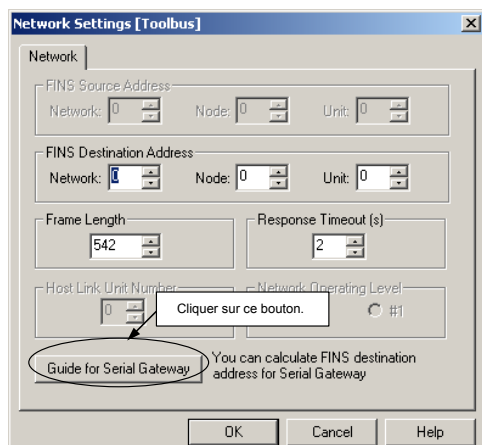 Network Settings [Toolbus]
Network
FINS Source Address
Network: 0 Node: 0 Unit: 0
FINS Destination Address
Network: 0 Node: 0 Unit: 0
Frame Length
542
Response Timeout (s)
2
Host Link Unit Number
0
Network Operating Level
#1
Cliquer sur ce bouton.
Guide for Serial Gateway
You can calculate FINS destination
address for Serial Gateway
OK Cancel Help